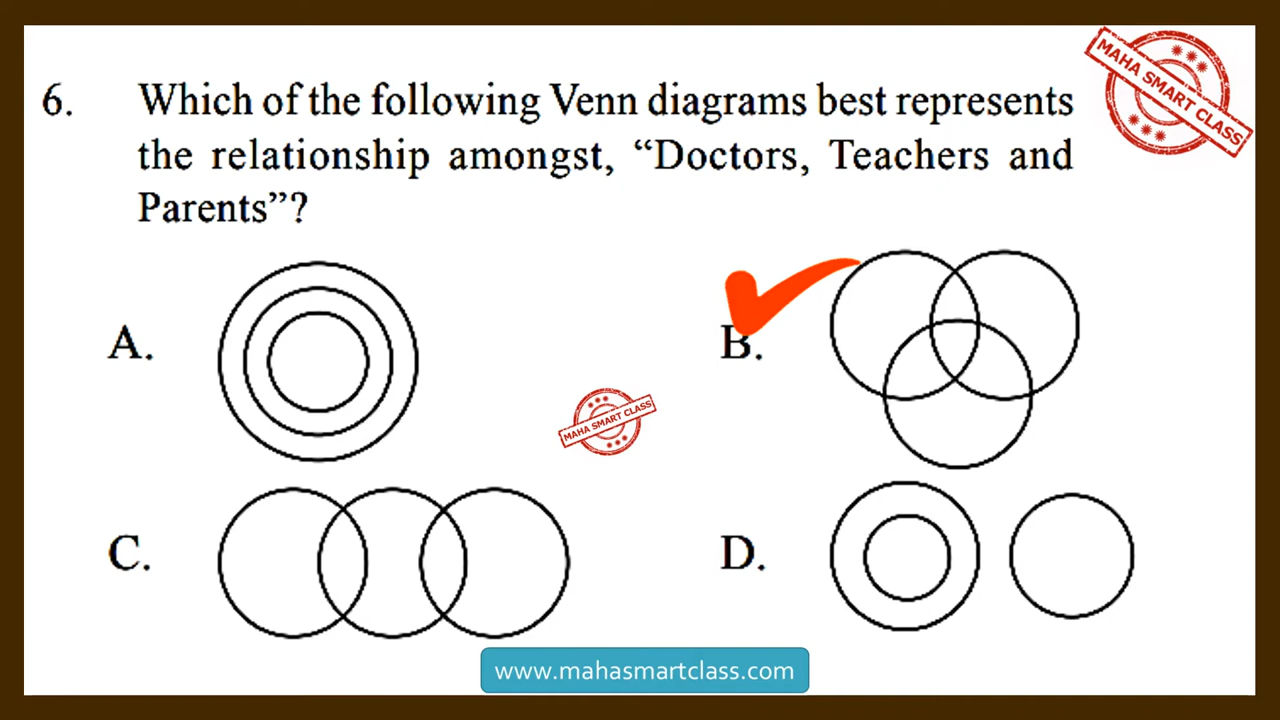 MAHA SMART CLASS
6. Which of the following Venn diagrams best represents
the relationship amongst, “Doctors, Teachers and
Parents”?
A.
B.
MAHA SMART CLASS
C.
D.
www.mahasmartclass.com